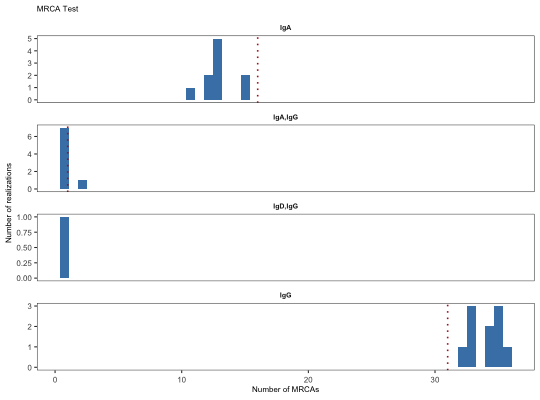 MRCA Test
IgA
5
4
3
2
1
0
IgA,IgG
6
4
2
0
Number of realizations
IgD,IgG
1.00
0.75
0.50
0.25
0.00
IgG
3
2
1
0
0 10 20 30
Number of MRCAs